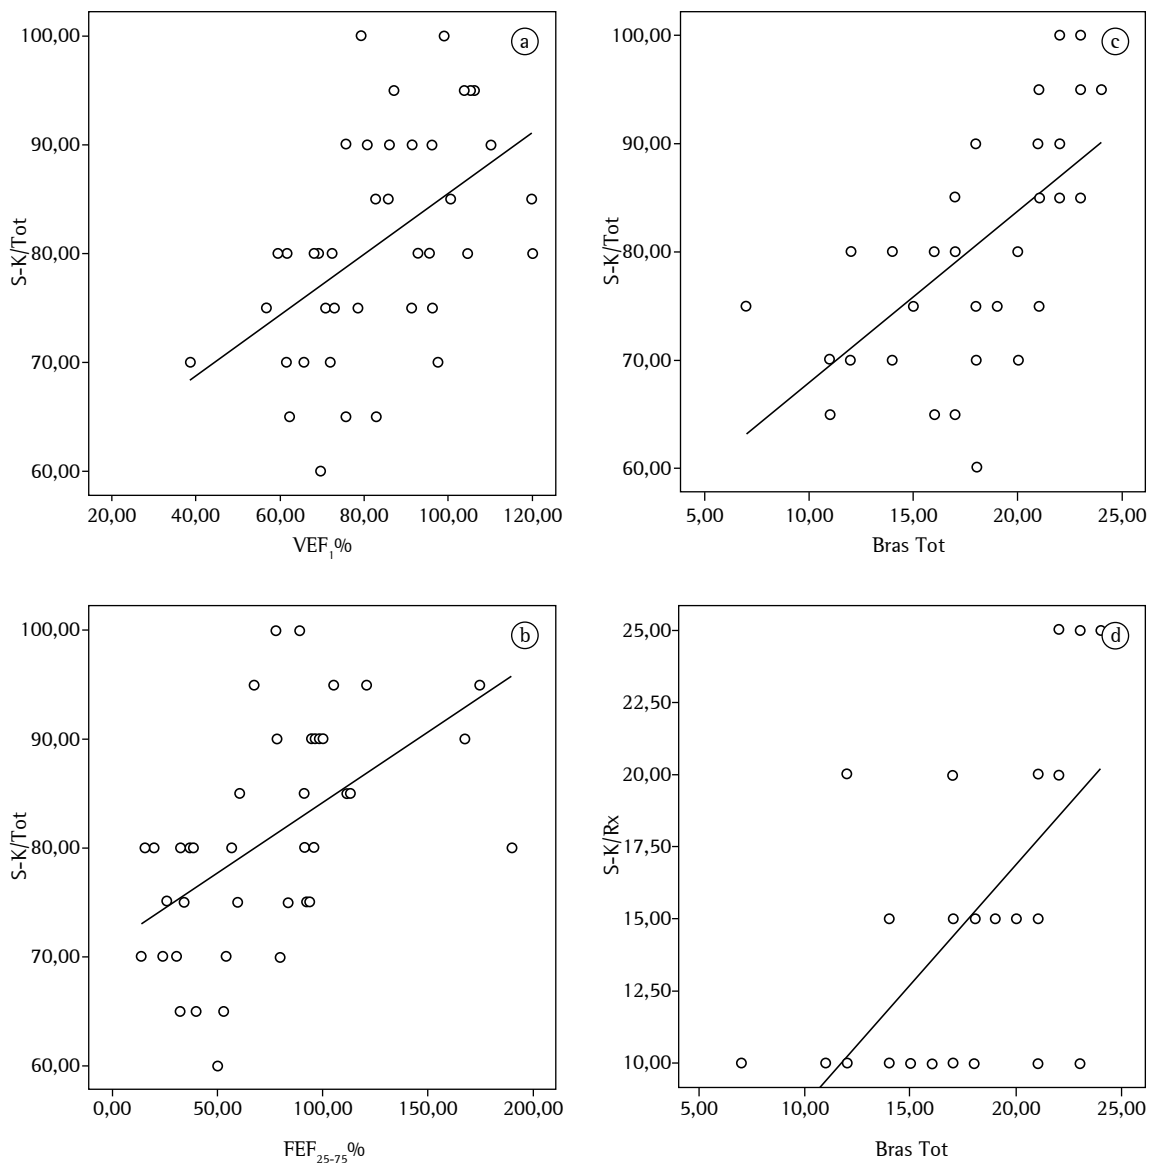 a
100,00
90,00
80,00
70,00
60,00
S-K/Tot
20,00 40,00 60,00 80,00 100,00 120,00
VEF1%
c
100,00
90,00
80,00
70,00
60,00
S-K/Tot
5,00 10,00 15,00 20,00 25,00
Bras Tot
b
100,00
90,00
80,00
70,00
60,00
S-K/Tot
0,00 50,00 100,00 150,00 200,00
FEF25-75%
d
25,00
22,50
20,00
17,50
15,00
12,50
10,00
S-K/Rx
5,00 10,00 15,00 20,00 25,00
Bras Tot